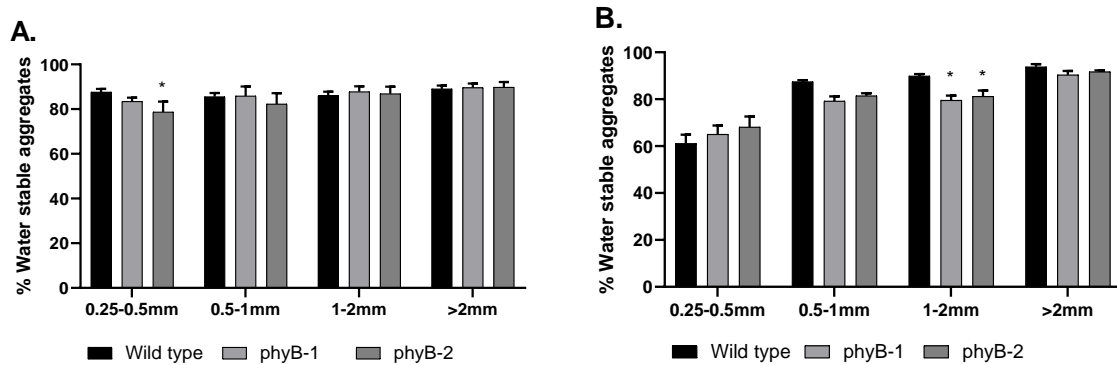 A.
% Water stable aggregates
100
80
60
40
20
0
*
0.25-0.5mm 0.5-1mm 1-2mm >2mm
Wild type phyB-1 phyB-2
B.
% Water stable aggregates
100
80
60
40
20
0
* *
0.25-0.5mm 0.5-1mm 1-2mm >2mm
Wild type phyB-1 phyB-2